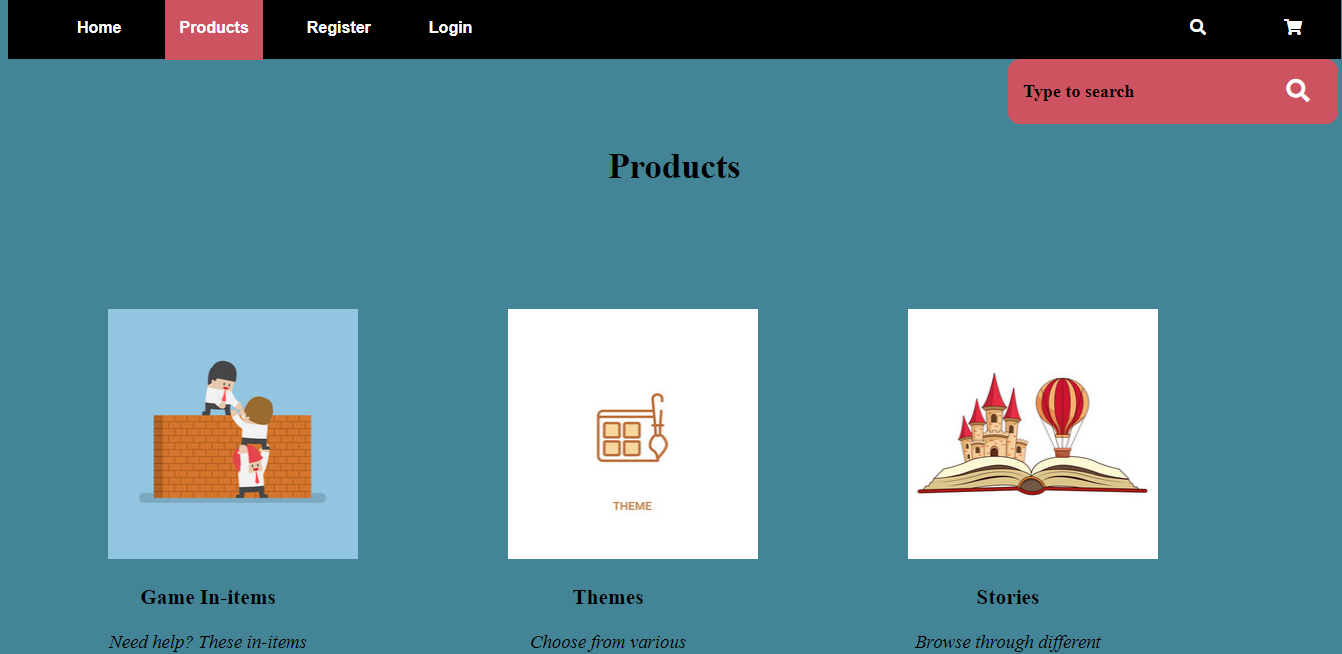 Home Products Register Login
Type to search
Products
THEME
Game In-items Themes Stories
Need help? These in-items Choose from various Browse through different